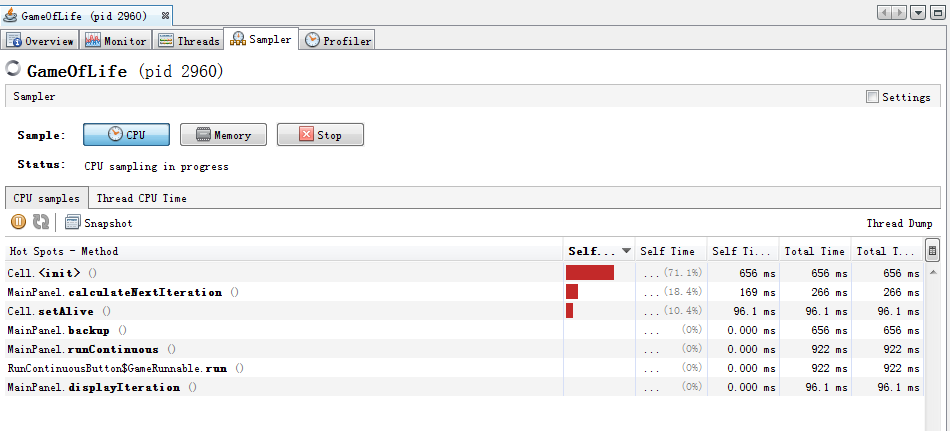 GameOfLife (pid 2960)
Overview Monitor Threads Sampler Profiler
GameOfLife (pid 2960)
Sampler Settings
Sample: CPU Memory Stop
Status: CPU sampling in progress
CPU samples Thread CPU Time
Snapshot Thread Dump
Hot Spots - Method Self... Self Time Self Ti... Total Time Total T...
Cell.<init> () ... (71.1%) 656 ms 656 ms 656 ms
MainPanel.calculateNextIteration () ... (18.4%) 169 ms 266 ms 266 ms
Cell.setAlive () ... (10.4%) 96.1 ms 96.1 ms 96.1 ms
MainPanel.backup () ... (0%) 0.000 ms 656 ms 656 ms
MainPanel.runContinuous () ... (0%) 0.000 ms 922 ms 922 ms
RunContinuousButton$GameRunnable.run () ... (0%) 0.000 ms 922 ms 922 ms
MainPanel.displayIteration () ... (0%) 0.000 ms 96.1 ms 96.1 ms